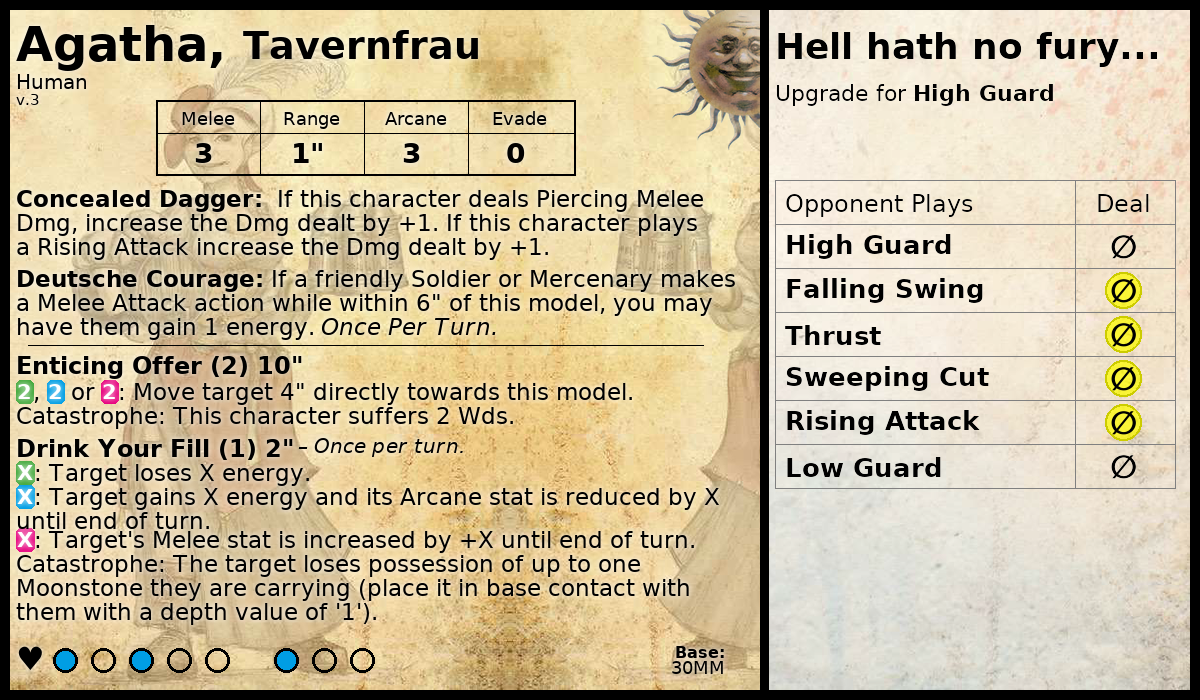 Agatha, Tavernfrau
Human
v.3
Melee Range Arcane Evade
3 1" 3 0
Concealed Dagger: If this character deals Piercing Melee
Dmg, increase the Dmg dealt by +1. If this character plays
a Rising Attack increase the Dmg dealt by +1.
Deutsche Courage: If a friendly Soldier or Mercenary makes
a Melee Attack action while within 6" of this model, you may
have them gain 1 energy. Once Per Turn.
Enticing Offer (2) 10"
2, 2 or 2: Move target 4" directly towards this model.
Catastrophe: This character suffers 2 Wds.
Drink Your Fill (1) 2" – Once per turn.
X: Target loses X energy.
X: Target gains X energy and its Arcane stat is reduced by X
until end of turn.
X: Target's Melee stat is increased by +X until end of turn.
Catastrophe: The target loses possession of up to one
Moonstone they are carrying (place it in base contact with
them with a depth value of '1').
Base:
30MM
Hell hath no fury...
Upgrade for High Guard
Opponent Plays Deal
High Guard ∅
Falling Swing ∅
Thrust ∅
Sweeping Cut ∅
Rising Attack ∅
Low Guard ∅